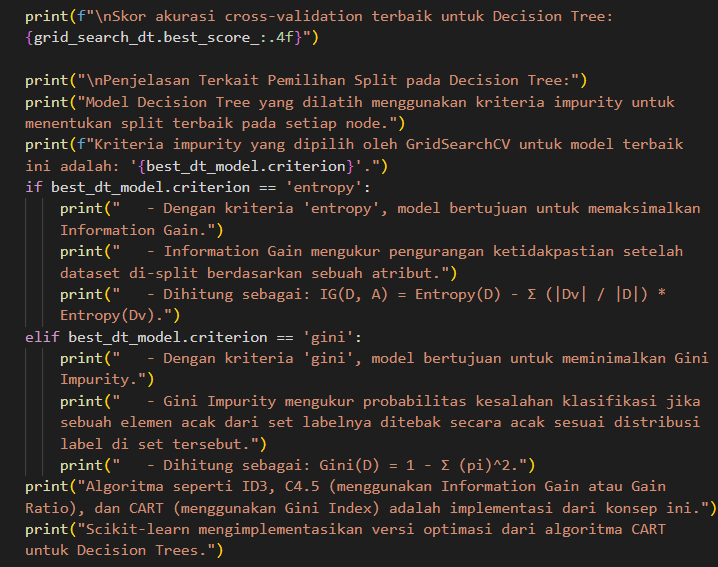 print(f"\nSkor akurasi cross-validation terbaik untuk Decision Tree:
{grid_search_dt.best_score_:.4f}")
print("\nPenjelasan Terkait Pemilihan Split pada Decision Tree:")
print("Model Decision Tree yang dilatih menggunakan kriteria impurity untuk
menentukan split terbaik pada setiap node.")
print(f"Kriteria impurity yang dipilih oleh GridSearchCV untuk model terbaik
ini adalah: '{best_dt_model.criterion}'.")
if best_dt_model.criterion == 'entropy':
    print("   - Dengan kriteria 'entropy', model bertujuan untuk memaksimalkan
    Information Gain.")
    print("   - Information Gain mengukur pengurangan ketidakpastian setelah
    dataset di-split berdasarkan sebuah atribut.")
    print("   - Dihitung sebagai: IG(D, A) = Entropy(D) - Σ (|Dv| / |D|) *
    Entropy(Dv).")
elif best_dt_model.criterion == 'gini':
    print("   - Dengan kriteria 'gini', model bertujuan untuk meminimalkan Gini
    Impurity.")
    print("   - Gini Impurity mengukur probabilitas kesalahan klasifikasi jika
    sebuah elemen acak dari set labelnya ditebak secara acak sesuai distribusi
    label di set tersebut.")
    print("   - Dihitung sebagai: Gini(D) = 1 - Σ (pi)^2.")
print("Algoritma seperti ID3, C4.5 (menggunakan Information Gain atau Gain
Ratio), dan CART (menggunakan Gini Index) adalah implementasi dari konsep ini.")
print("Scikit-learn mengimplementasikan versi optimasi dari algoritma CART
untuk Decision Trees.")